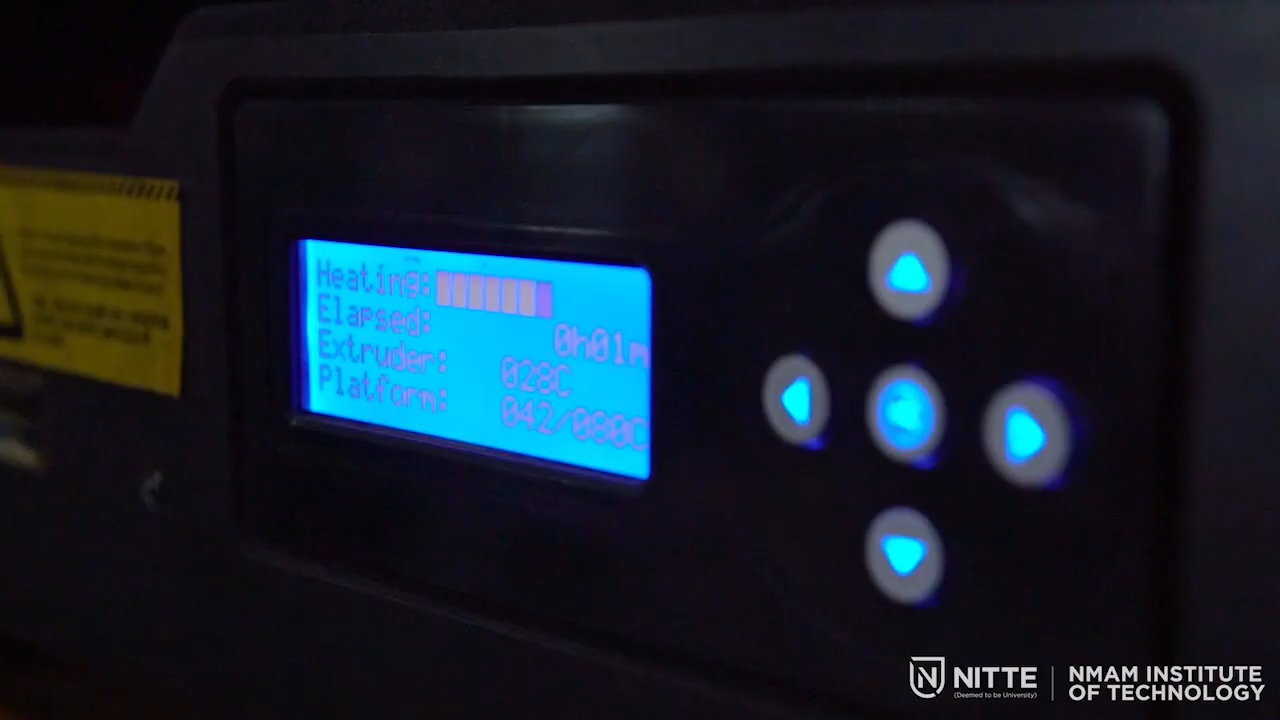 Heating:
Elapsed: 0h01m
Extruder: 028C
Platform: 042/080C
NITTE
(Deemed to be University)
NMAM INSTITUTE
OF TECHNOLOGY